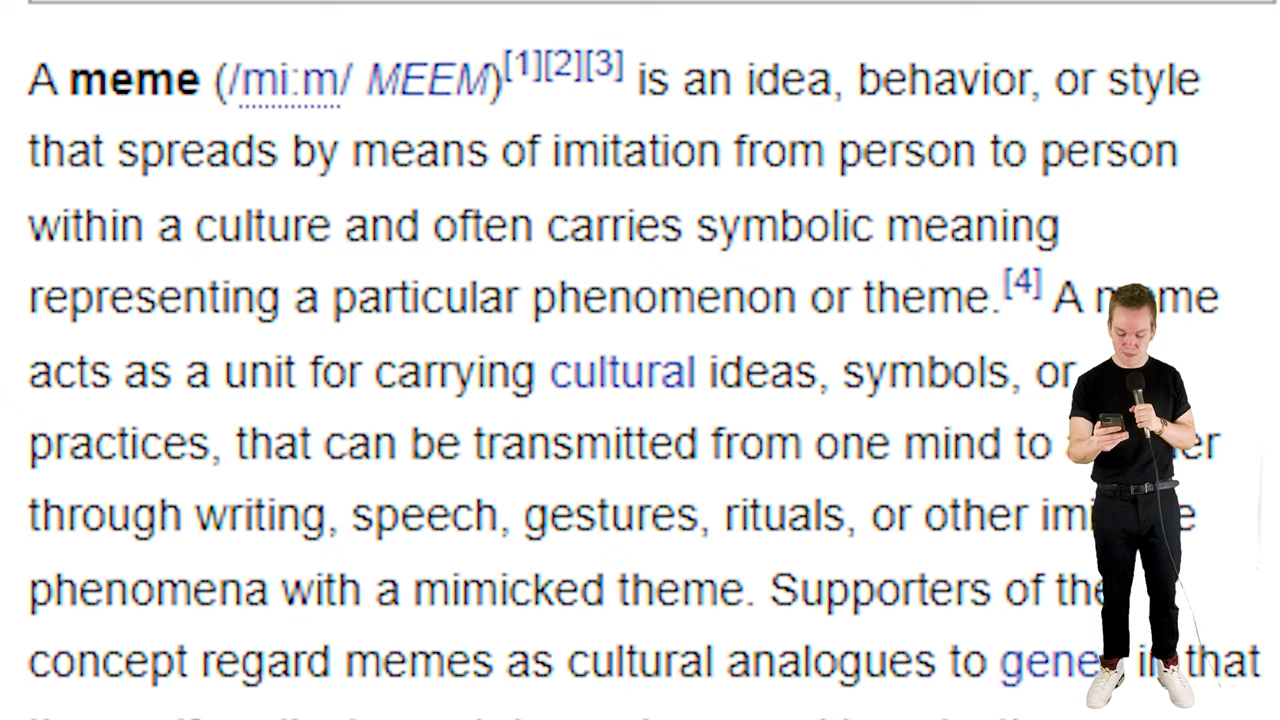 A meme (/miːm/ MEEM)[1][2][3] is an idea, behavior, or style
that spreads by means of imitation from person to person
within a culture and often carries symbolic meaning
representing a particular phenomenon or theme.[4] A meme
acts as a unit for carrying cultural ideas, symbols, or
practices, that can be transmitted from one mind to
through writing, speech, gestures, rituals, or other
phenomena with a mimicked theme. Supporters of the
concept regard memes as cultural analogues to genes in that